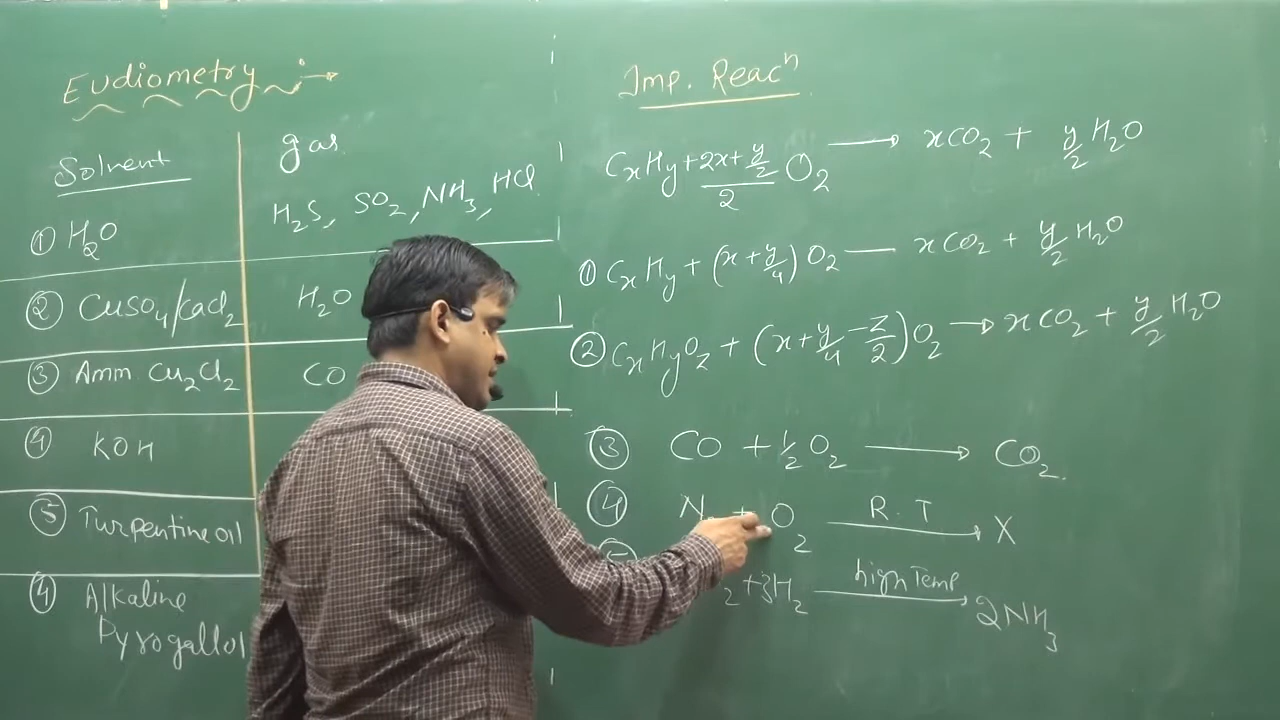 Eudiometry :→
Solvent gas
① H2O H2S, SO2, NH3, HCl
② CuSO4/CaCl2 H2O
③ Amm. Cu2Cl2 CO
④ KOH
⑤ Turpentine oil
④ Alkaline
Pyrogallol
Imp. Reacⁿ
CxHy + (2x + y/2)/2 O2 → xCO2 + y/2 H2O
① CxHy + (x + y/4) O2 — xCO2 + y/2 H2O
② CxHyOz + (x + y/4 - z/2) O2 → xCO2 + y/2 H2O
③ CO + 1/2 O2 → CO2.
④ N2 + O2 R.T → X
2 + 3H2 high Temp → 2NH3